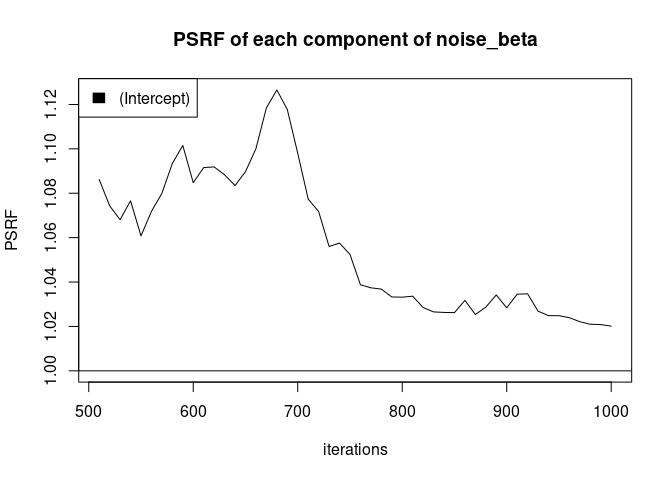 PSRF of each component of noise_beta
(Intercept)
PSRF
1.12
1.10
1.08
1.06
1.04
1.02
1.00
500 600 700 800 900 1000
iterations